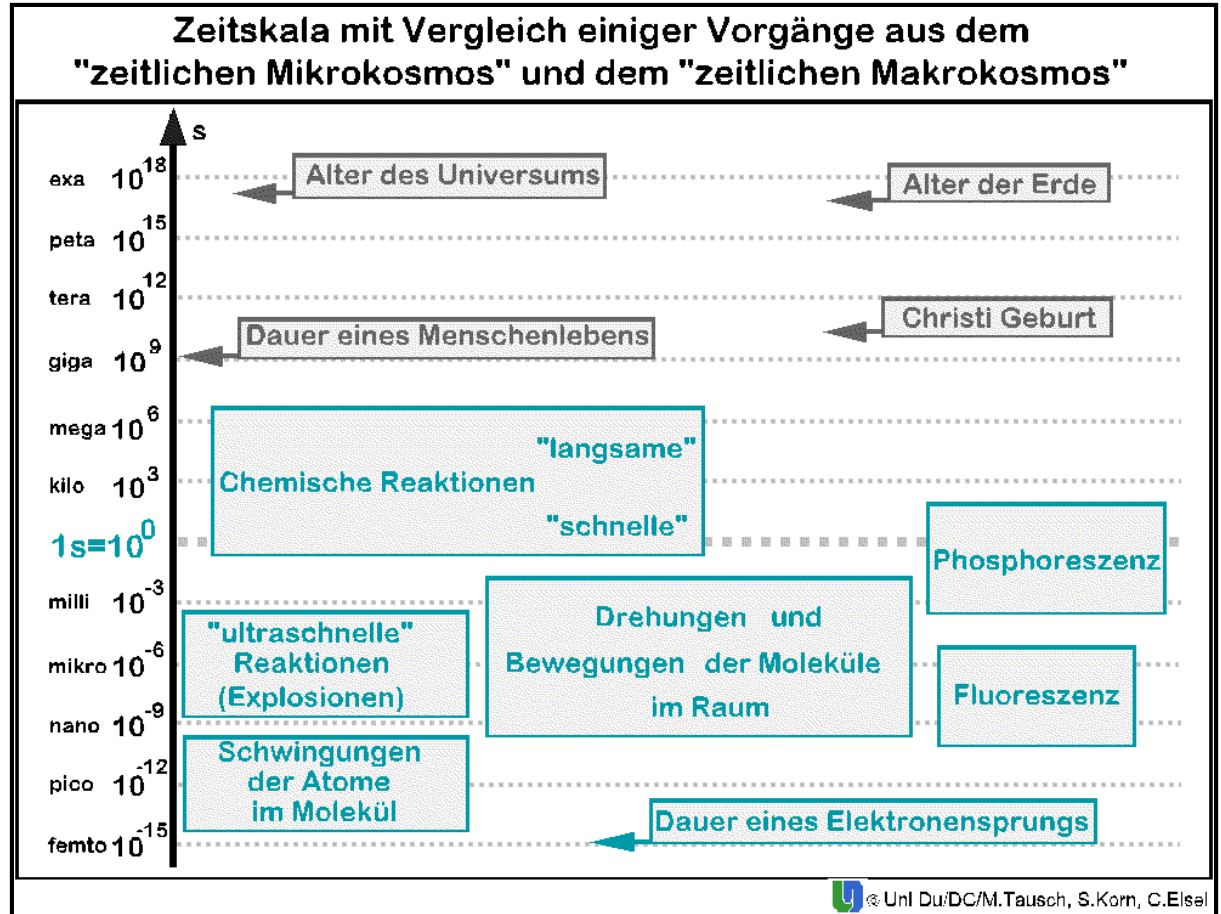 Zeitskala mit Vergleich einiger Vorgänge aus dem
"zeitlichen Mikrokosmos" und dem "zeitlichen Makrokosmos"
s
exa 10^18
Alter des Universums
Alter der Erde
peta 10^15
tera 10^12
Christi Geburt
Dauer eines Menschenlebens
giga 10^9
mega 10^6
"langsame"
kilo 10^3
Chemische Reaktionen
"schnelle"
1s=10^0
Phosphoreszenz
milli 10^-3
"ultraschnelle"
Reaktionen
(Explosionen)
Drehungen und
Bewegungen der Moleküle
im Raum
mikro 10^-6
Fluoreszenz
nano 10^-9
Schwingungen
der Atome
im Molekül
pico 10^-12
Dauer eines Elektronensprungs
femto 10^-15
© Uni Du/DC/M.Tausch, S.Korn, C.Eisel